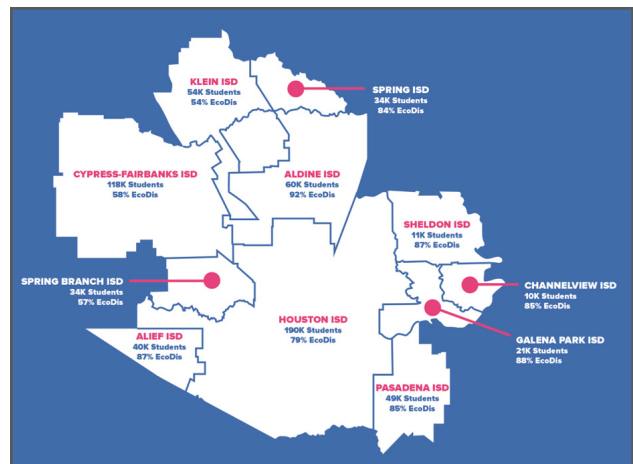 KLEIN ISD
54K Students
54% EcoDis
SPRING ISD
34K Students
84% EcoDis
CYPRESS-FAIRBANKS ISD
118K Students
58% EcoDis
ALDINE ISD
60K Students
92% EcoDis
SHELDON ISD
11K Students
87% EcoDis
SPRING BRANCH ISD
34K Students
57% EcoDis
CHANNELVIEW ISD
10K Students
85% EcoDis
HOUSTON ISD
190K Students
79% EcoDis
ALIEF ISD
40K Students
87% EcoDis
GALENA PARK ISD
21K Students
88% EcoDis
PASADENA ISD
49K Students
85% EcoDis